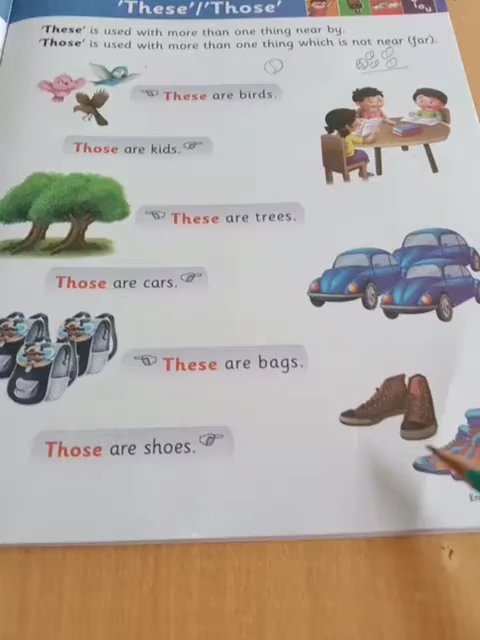 'These'/'Those'
'These' is used with more than one thing near by.
'Those' is used with more than one thing which is not near (far).
These are birds.
Those are kids.
These are trees.
Those are cars.
These are bags.
Those are shoes.